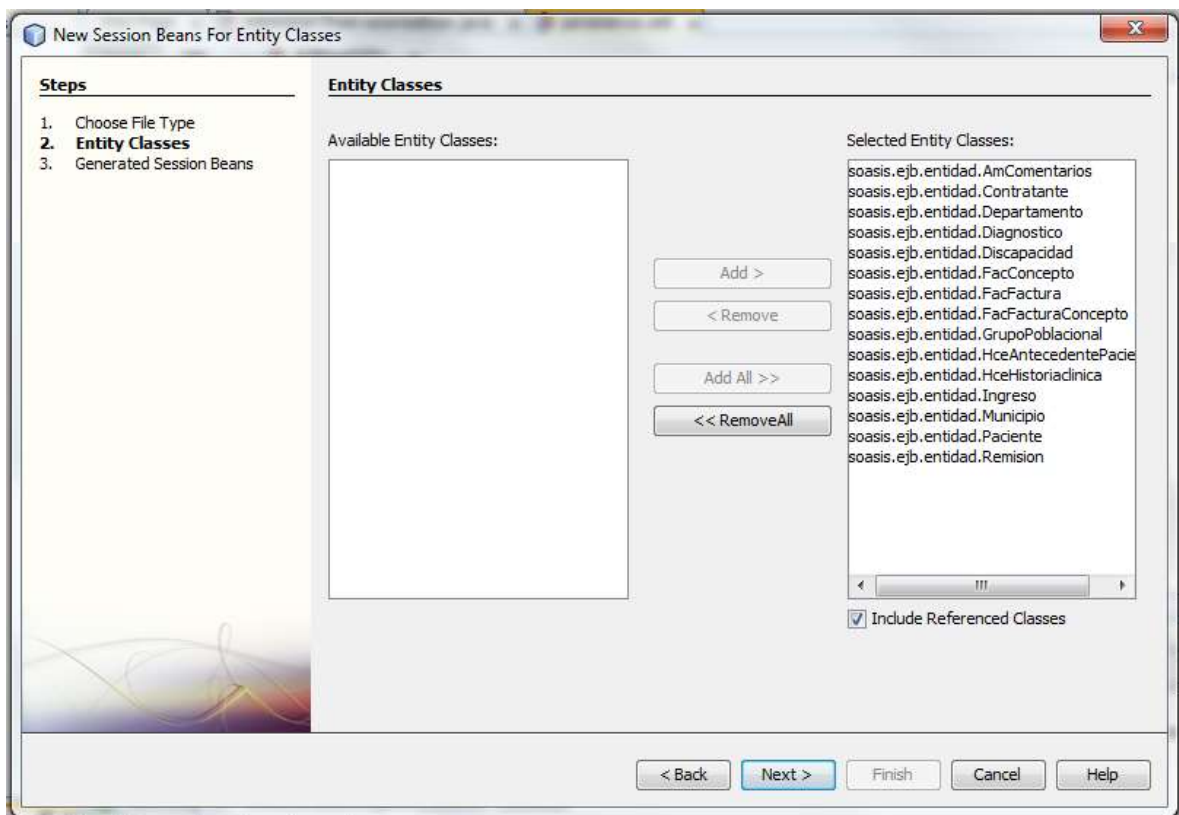 New Session Beans For Entity Classes
Steps
1. Choose File Type
2. Entity Classes
3. Generated Session Beans
Entity Classes
Available Entity Classes:
Add >
< Remove
Add All >>
<< RemoveAll
Selected Entity Classes:
soasis.ejb.entidad.AmComentarios
soasis.ejb.entidad.Contratante
soasis.ejb.entidad.Departamento
soasis.ejb.entidad.Diagnostico
soasis.ejb.entidad.Discapacidad
soasis.ejb.entidad.FacConcepto
soasis.ejb.entidad.FacFactura
soasis.ejb.entidad.FacFacturaConcepto
soasis.ejb.entidad.GrupoPoblacional
soasis.ejb.entidad.HceAntecedentePacie
soasis.ejb.entidad.HceHistoriaclinica
soasis.ejb.entidad.Ingreso
soasis.ejb.entidad.Municipio
soasis.ejb.entidad.Paciente
soasis.ejb.entidad.Remision
Include Referenced Classes
< Back
Next >
Finish
Cancel
Help